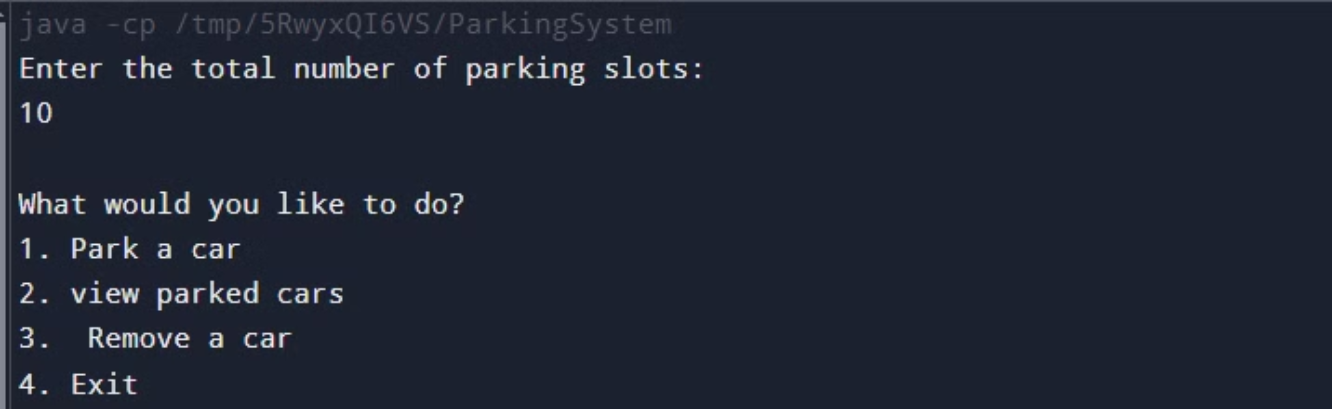 java -cp /tmp/5RwyxQI6VS/ParkingSystem
Enter the total number of parking slots:
10
What would you like to do?
1. Park a car
2. view parked cars
3.  Remove a car
4. Exit